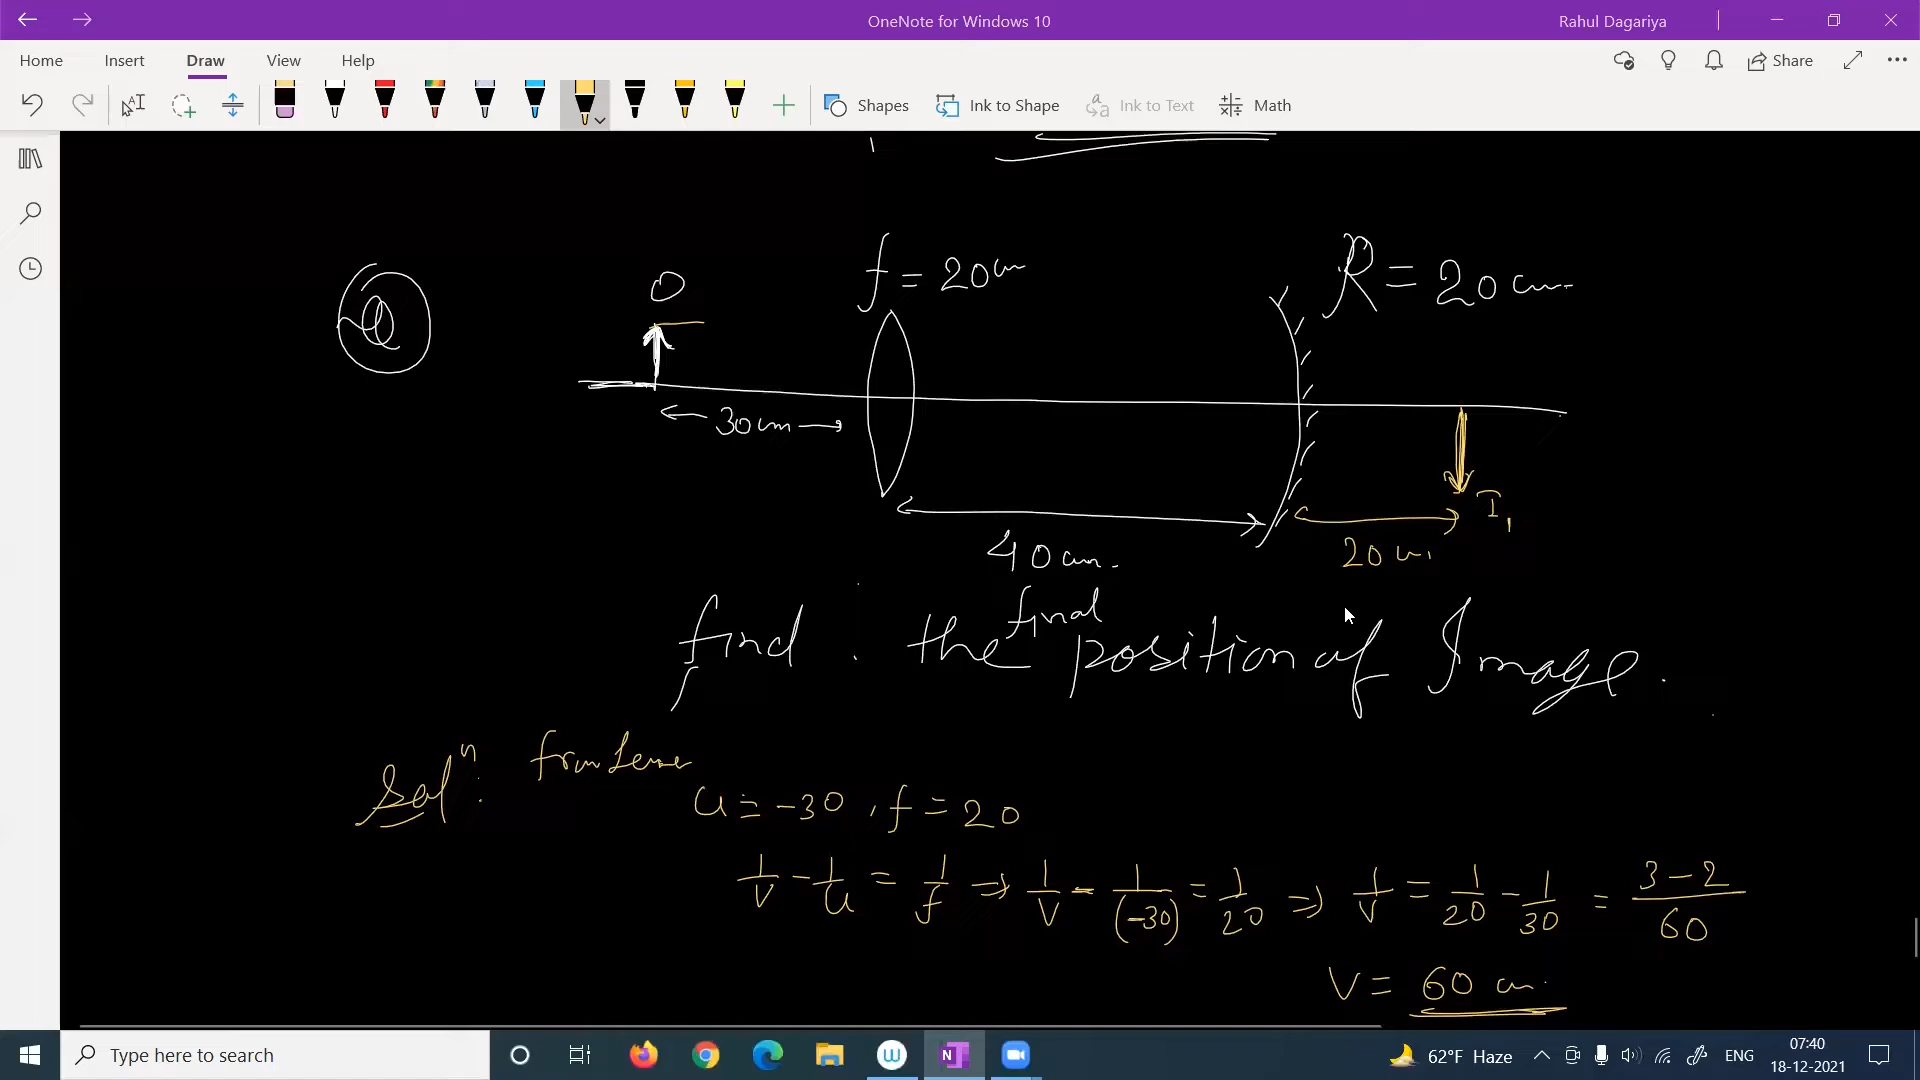 OneNote for Windows 10
Rahul Dagariya
Home Insert Draw View Help
Share
Shapes Ink to Shape Ink to Text Math
Q
O
f = 20cm
R = 20 cm.
30cm
40 cm.
20 cm.
I₁
find : the final position of Image.
Solⁿ: from Lense
u = -30 , f = 20
1/v - 1/u = 1/f ⇒ 1/v - 1/(-30) = 1/20 ⇒ 1/v = 1/20 - 1/30 = 3-2/60
V = 60 cm.
Type here to search
62°F Haze
ENG
07:40
18-12-2021